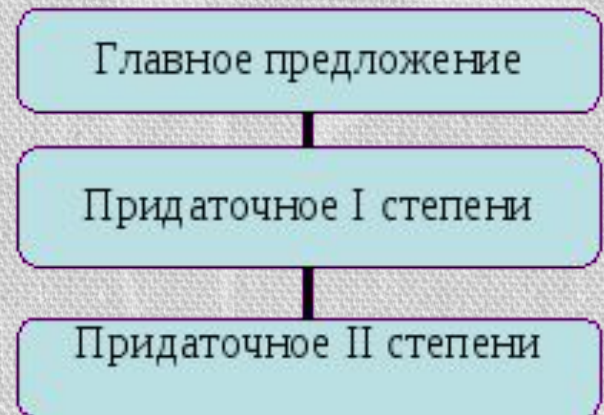 Главное предложение
Придаточное I степени
Придаточное II степени